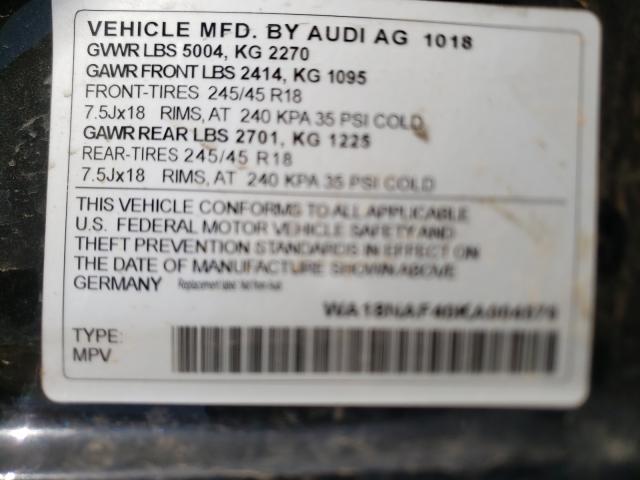 VEHICLE MFD. BY AUDI AG 1018
GVWR LBS 5004, KG 2270
GAWR FRONT LBS 2414, KG 1095
FRONT-TIRES 245/45 R18
7.5Jx18 RIMS, AT 240 KPA 35 PSI COLD
GAWR REAR LBS 2701, KG 1225
REAR-TIRES 245/45 R18
7.5Jx18 RIMS, AT 240 KPA 35 PSI COLD
THIS VEHICLE CONFORMS TO ALL APPLICABLE
U.S. FEDERAL MOTOR VEHICLE SAFETY AND
THEFT PREVENTION STANDARDS IN EFFECT ON
THE DATE OF MANUFACTURE SHOWN ABOVE
GERMANY Replacement label
TYPE:
MPV